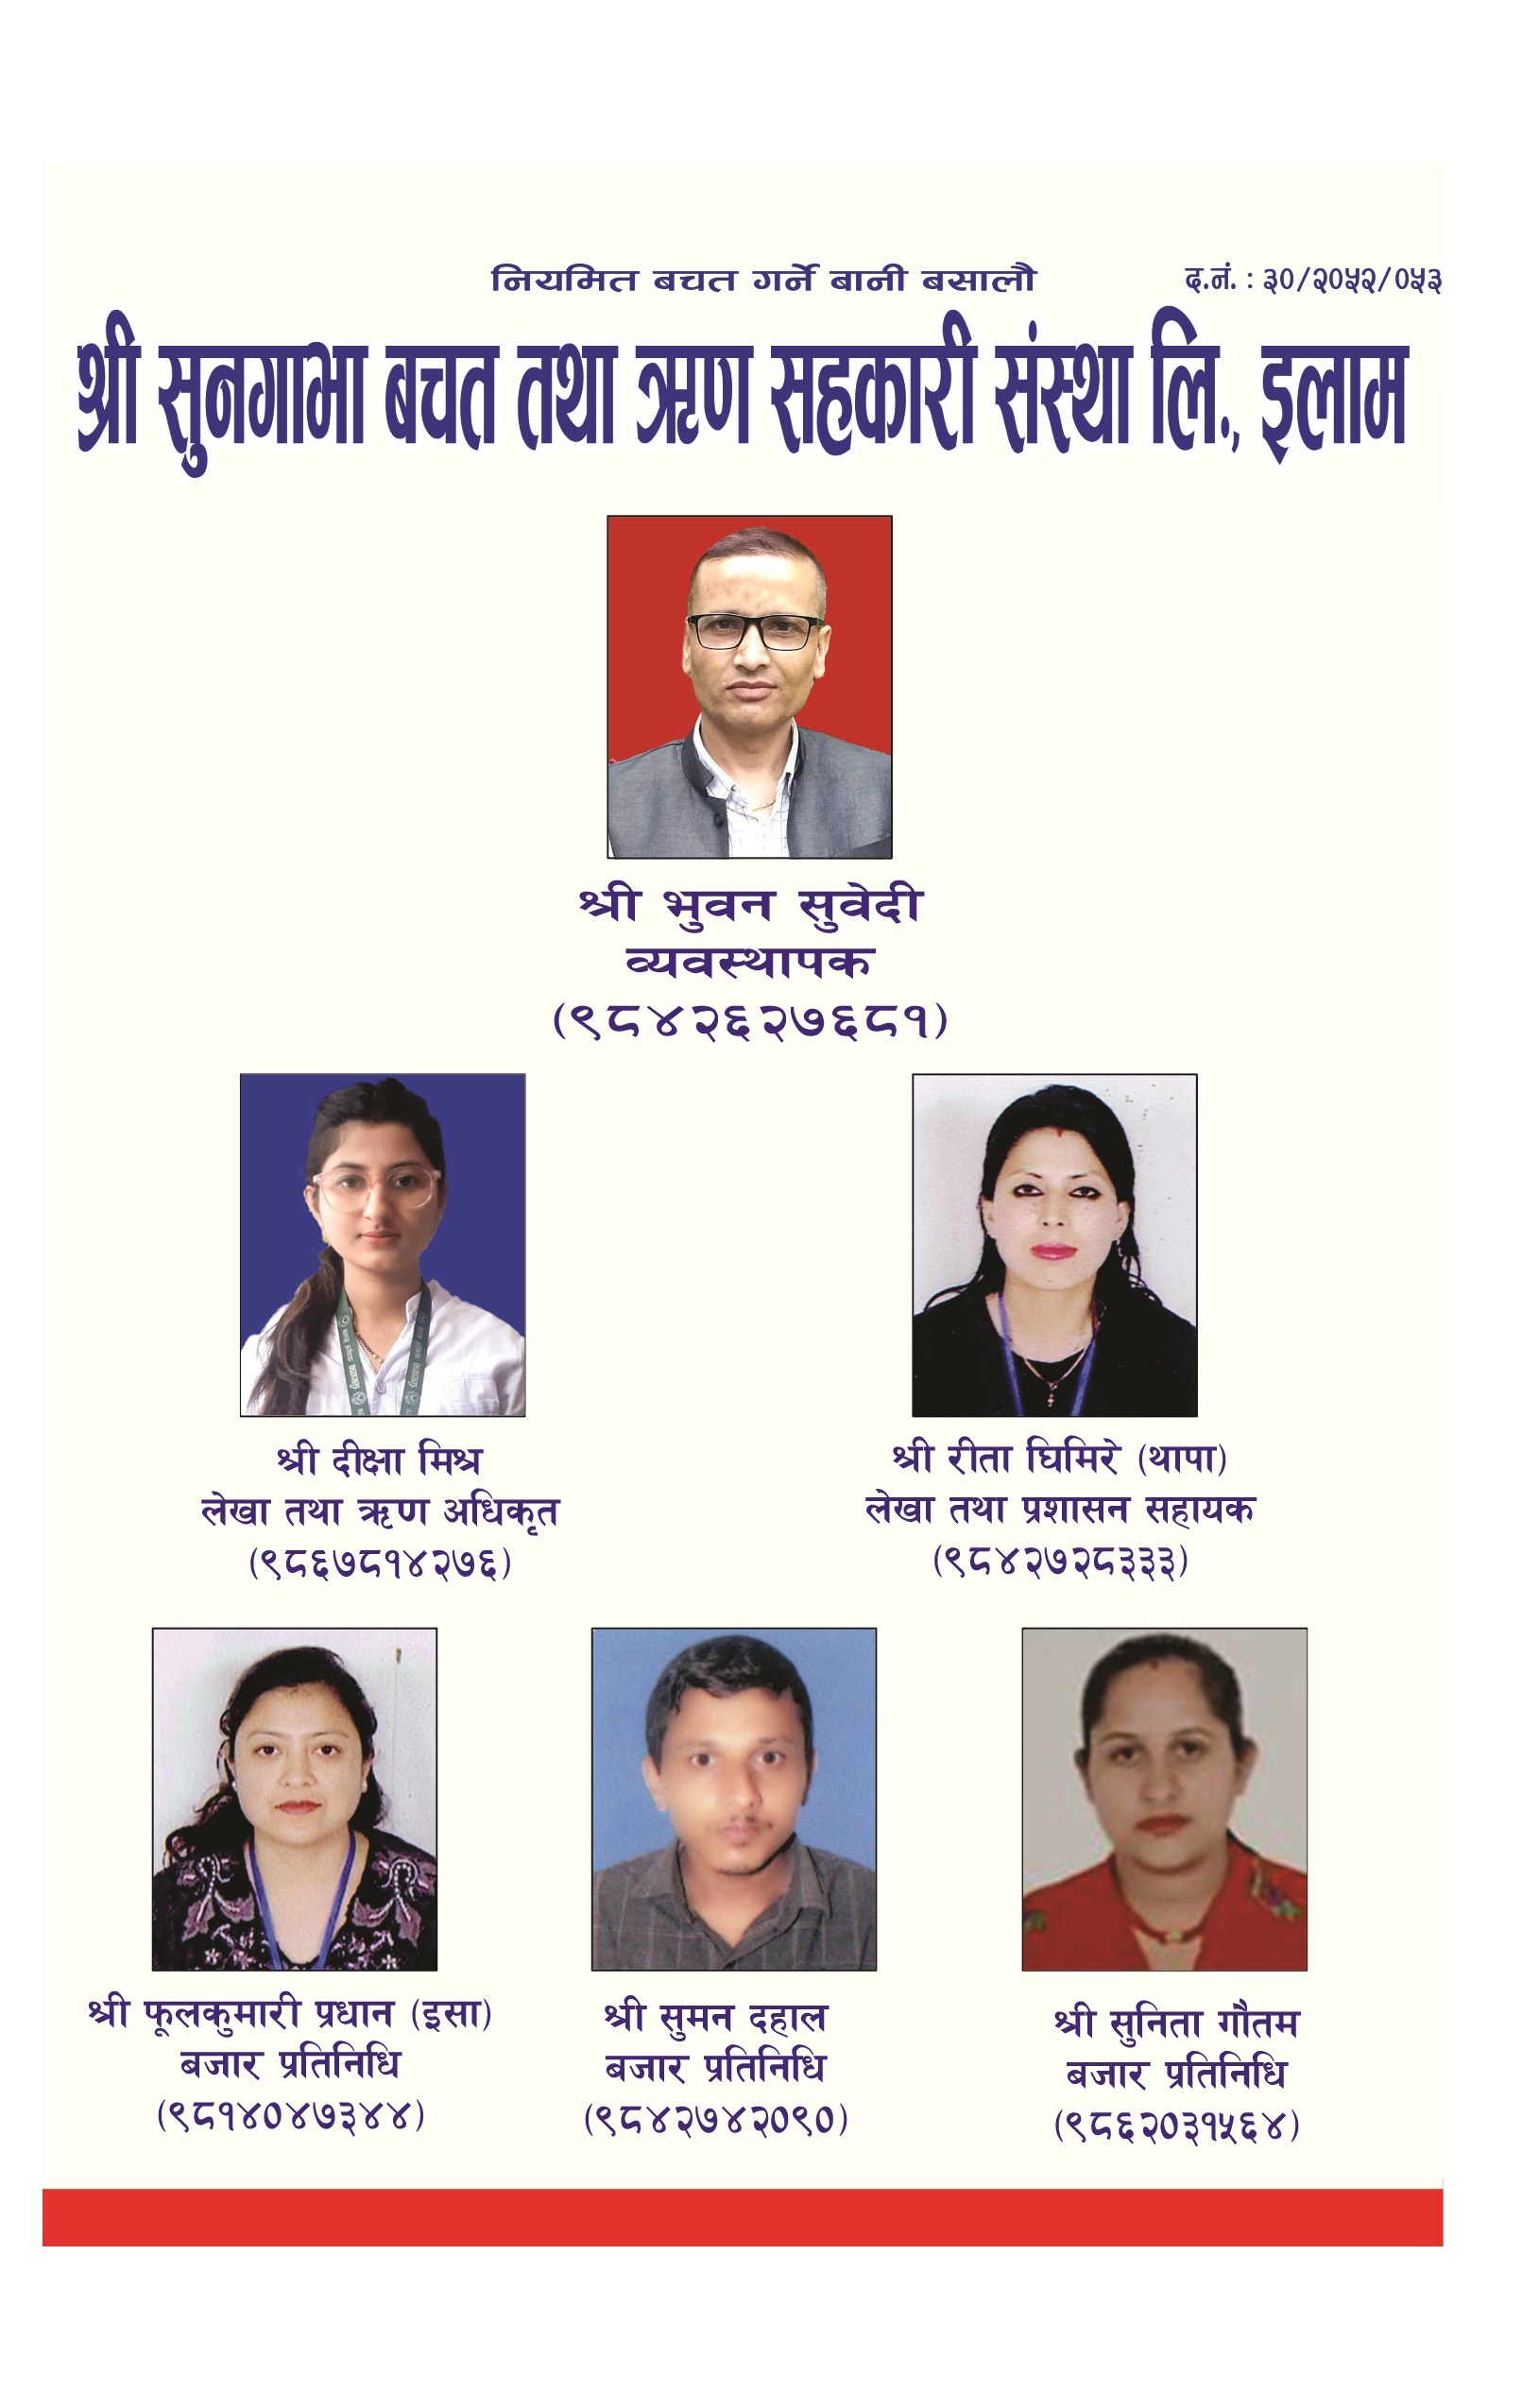 नियमित बचत गर्ने बानी बसालौ
द.नं. : ३०/२०५२/०५३
श्री सुनगाभा बचत तथा ऋण सहकारी संस्था लि., इलाम
श्री भुवन सुवेदी
व्यवस्थापक
(९८४२६२७६८१)
श्री दीक्षा मिश्र
लेखा तथा ऋण अधिकृत
(९८६७८१४२७६)
श्री रीता घिमिरे (थापा)
लेखा तथा प्रशासन सहायक
(९८४२७२८३३३)
श्री फूलकुमारी प्रधान (इसा)
बजार प्रतिनिधि
(९८१४०४७३४४)
श्री सुमन दहाल
बजार प्रतिनिधि
(९८४२७४२०९०)
श्री सुनिता गौतम
बजार प्रतिनिधि
(९८६२०३१५६४)